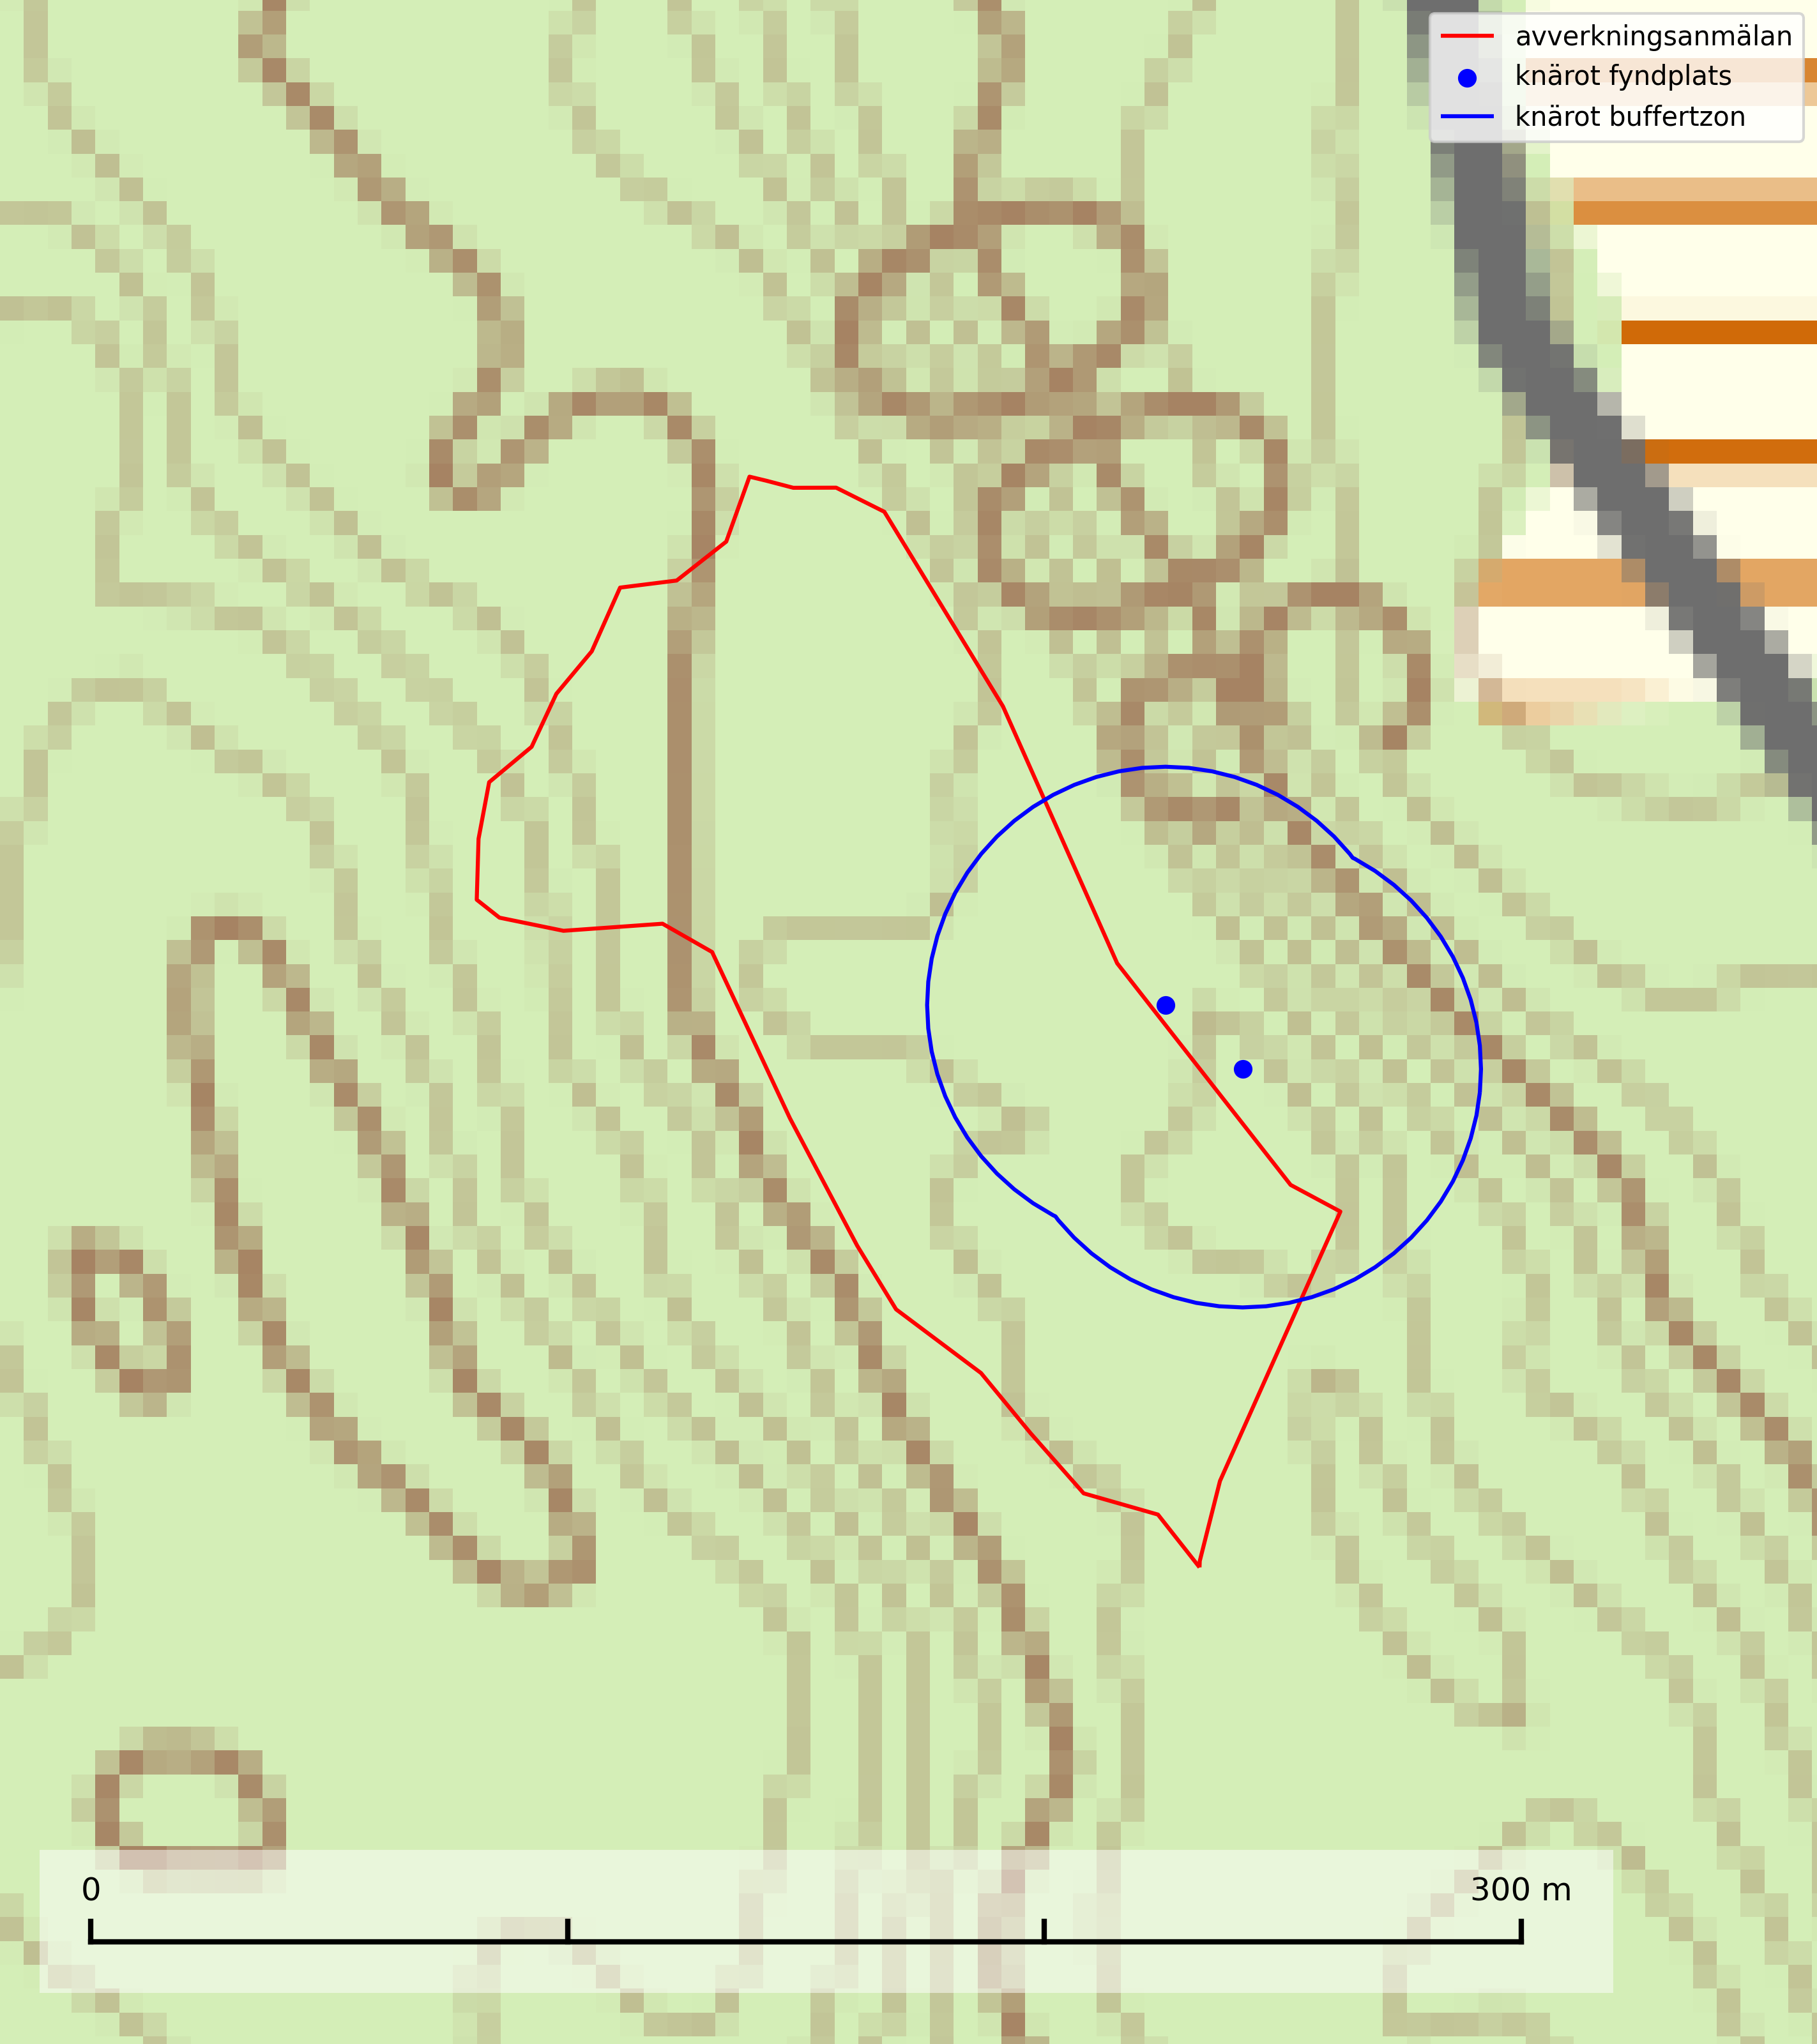 avverkningsanmälan
knärot fyndplats
knärot buffertzon
0
300 m